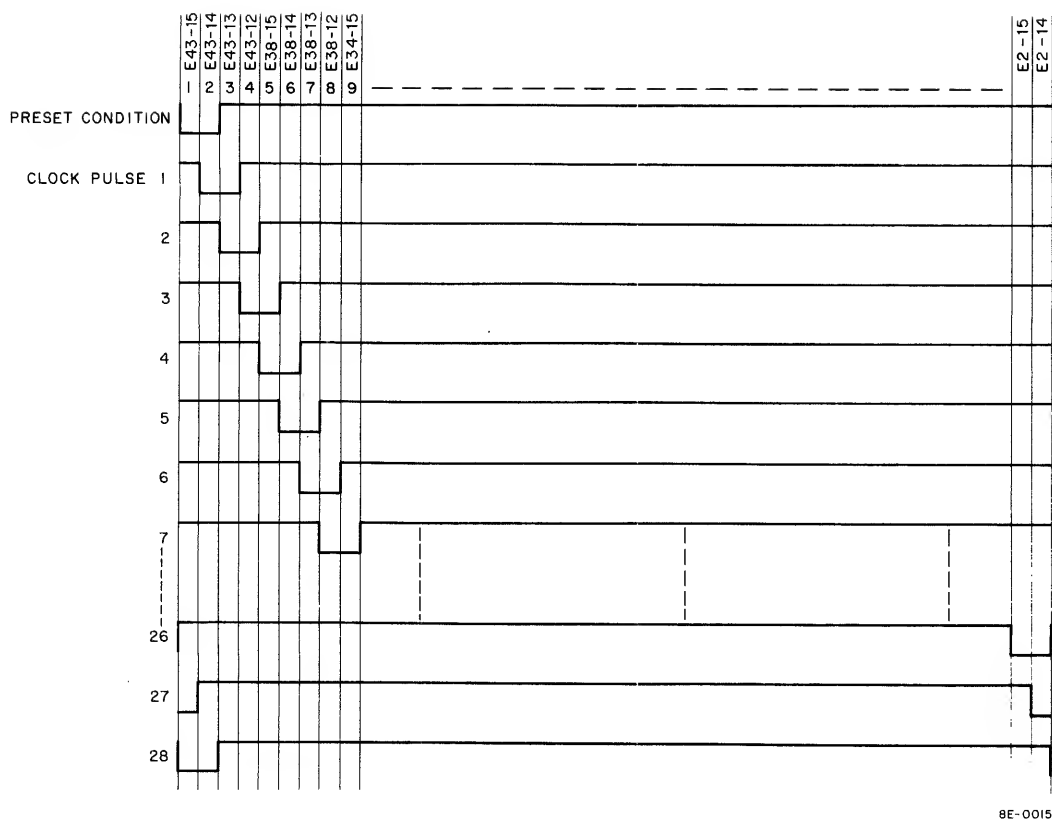 E43-15
E43-14
E43-13
E43-12
E38-15
E38-14
E38-13
E38-12
E34-15
E2-15
E2-14
1 2 3 4 5 6 7 8 9
PRESET CONDITION
CLOCK PULSE 1
2
3
4
5
6
7
26
27
28
8E-0015